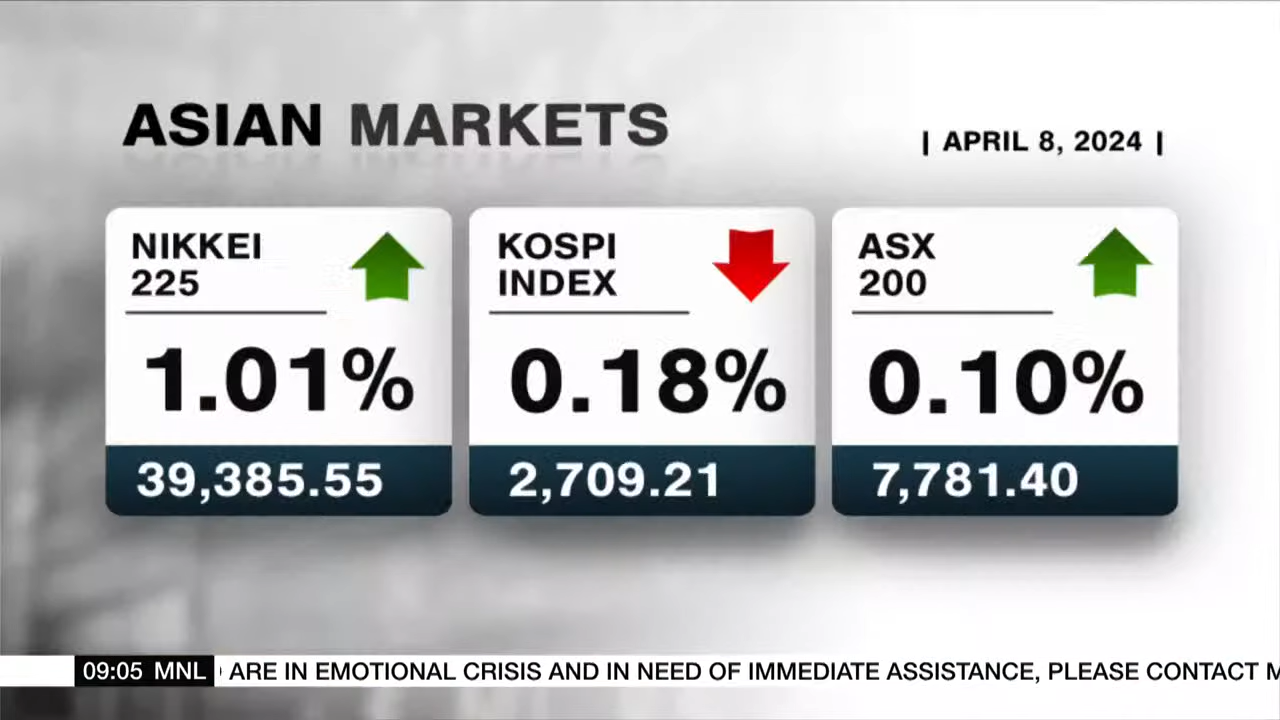 ASIAN MARKETS
| APRIL 8, 2024 |
NIKKEI
225
1.01%
39,385.55
KOSPI
INDEX
0.18%
2,709.21
ASX
200
0.10%
7,781.40
09:05 MNL
ARE IN EMOTIONAL CRISIS AND IN NEED OF IMMEDIATE ASSISTANCE, PLEASE CONTACT